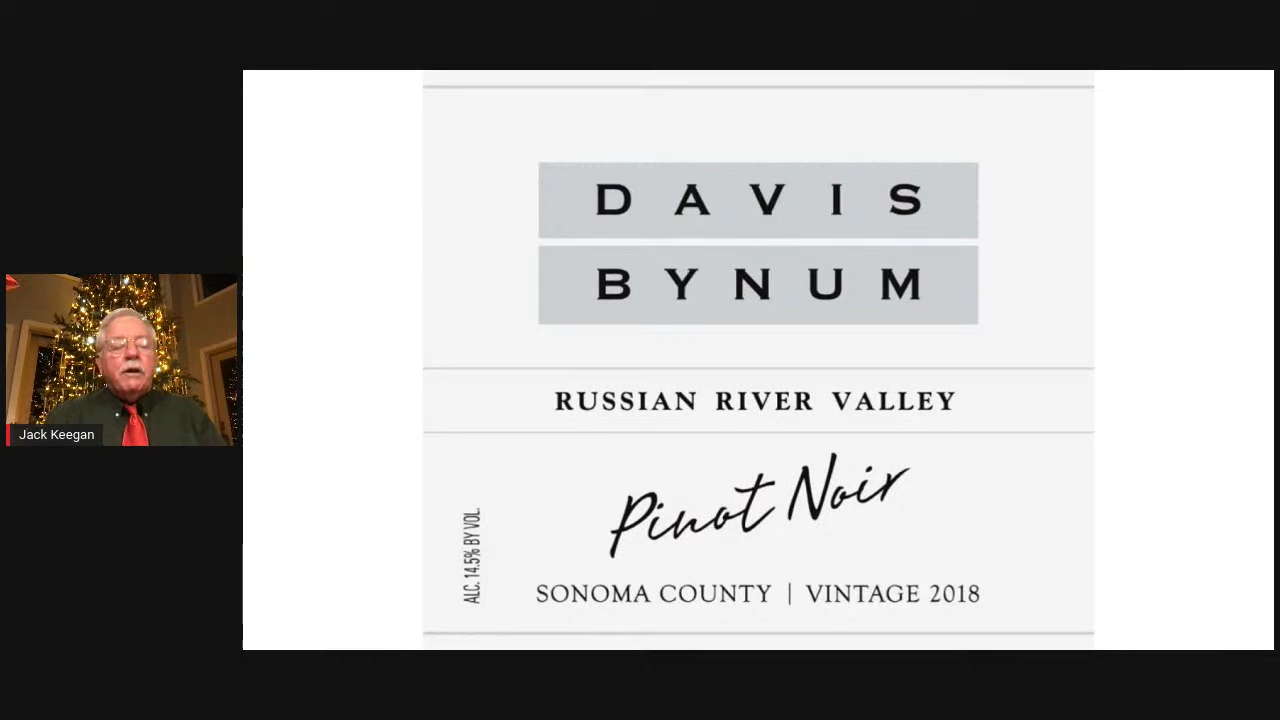 DAVIS
BYNUM
RUSSIAN RIVER VALLEY
Pinot Noir
ALC. 14.5% BY VOL.
SONOMA COUNTY | VINTAGE 2018
Jack Keegan